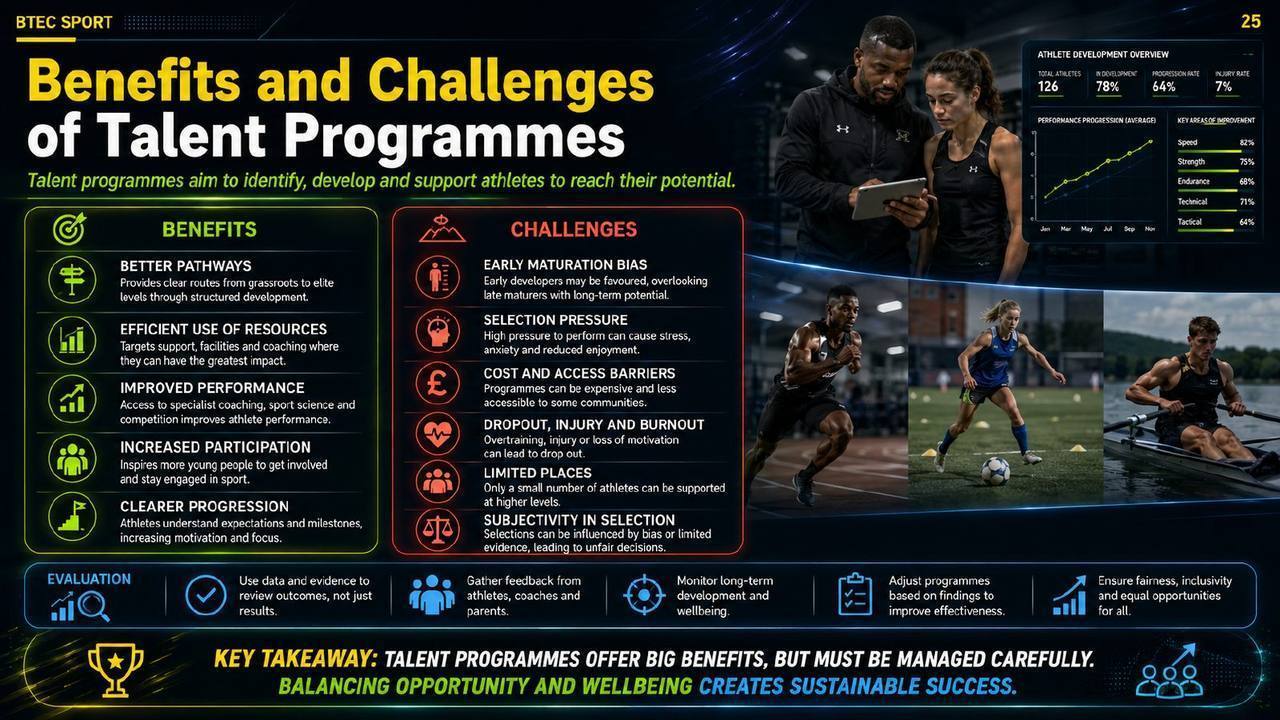 BTEC SPORT
25
Benefits and Challenges
of Talent Programmes
Talent programmes aim to identify, develop and support athletes to reach their potential.
BENEFITS
BETTER PATHWAYS
Provides clear routes from grassroots to elite
levels through structured development.
EFFICIENT USE OF RESOURCES
Targets support, facilities and coaching where
they can have the greatest impact.
IMPROVED PERFORMANCE
Access to specialist coaching, sport science and
competition improves athlete performance.
INCREASED PARTICIPATION
Inspires more young people to get involved
and stay engaged in sport.
CLEARER PROGRESSION
Athletes understand expectations and milestones,
increasing motivation and focus.
CHALLENGES
EARLY MATURATION BIAS
Early developers may be favoured, overlooking
late maturers with long-term potential.
SELECTION PRESSURE
High pressure to perform can cause stress,
anxiety and reduced enjoyment.
£
COST AND ACCESS BARRIERS
Programmes can be expensive and less
accessible to some communities.
DROPOUT, INJURY AND BURNOUT
Overtraining, injury or loss of motivation
can lead to drop out.
LIMITED PLACES
Only a small number of athletes can be supported
at higher levels.
SUBJECTIVITY IN SELECTION
Selections can be influenced by bias or limited
evidence, leading to unfair decisions.
ATHLETE DEVELOPMENT OVERVIEW
TOTAL ATHLETES IN DEVELOPMENT PROGRESSION RATE INJURY RATE
126 78% 64% 7%
PERFORMANCE PROGRESSION (AVERAGE)
Jan Mar May Jul Sep Nov
KEY AREAS OF IMPROVEMENT
Speed 82%
Strength 75%
Endurance 68%
Technical 71%
Tactical 64%
EVALUATION
Use data and evidence to
review outcomes, not just
results.
Gather feedback from
athletes, coaches and
parents.
Monitor long-term
development and
wellbeing.
Adjust programmes
based on findings to
improve effectiveness.
Ensure fairness, inclusivity
and equal opportunities
for all.
KEY TAKEAWAY: TALENT PROGRAMMES OFFER BIG BENEFITS, BUT MUST BE MANAGED CAREFULLY.
BALANCING OPPORTUNITY AND WELLBEING CREATES SUSTAINABLE SUCCESS.